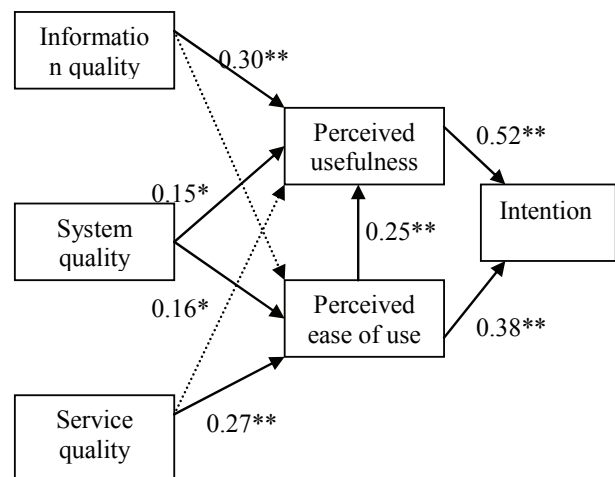 Informatio
n quality
0.30**
Perceived
usefulness
0.52**
0.15*
Intention
System
quality
0.25**
0.16*
Perceived
ease of use
0.38**
Service
quality
0.27**